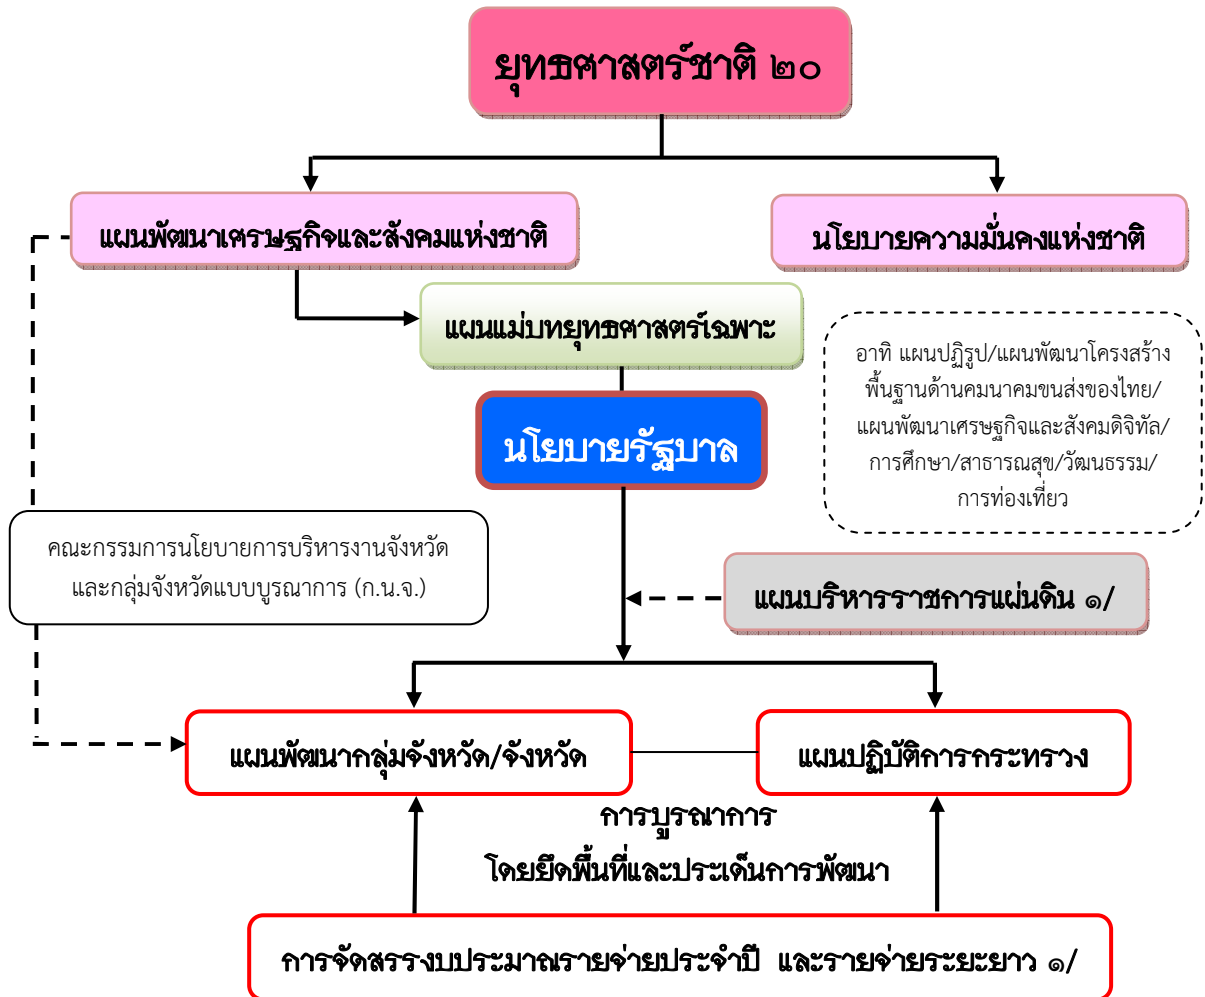 ยุทธศาสตร์ชาติ ๒๐
แผนพัฒนาเศรษฐกิจและสังคมแห่งชาติ
นโยบายความมั่นคงแห่งชาติ
แผนแม่บทยุทธศาสตร์เฉพาะ
อาทิ แผนปฏิรูป/แผนพัฒนาโครงสร้าง
พื้นฐานด้านคมนาคมขนส่งของไทย/
แผนพัฒนาเศรษฐกิจและสังคมดิจิทัล/
การศึกษา/สาธารณสุข/วัฒนธรรม/
การท่องเที่ยว
นโยบายรัฐบาล
คณะกรรมการนโยบายการบริหารงานจังหวัด
และกลุ่มจังหวัดแบบบูรณาการ (ก.น.จ.)
แผนบริหารราชการแผ่นดิน ๑/
แผนพัฒนากลุ่มจังหวัด/จังหวัด
แผนปฏิบัติการกระทรวง
การบูรณาการ
โดยยึดพื้นที่และประเด็นการพัฒนา
การจัดสรรงบประมาณรายจ่ายประจำปี และรายจ่ายระยะยาว ๑/